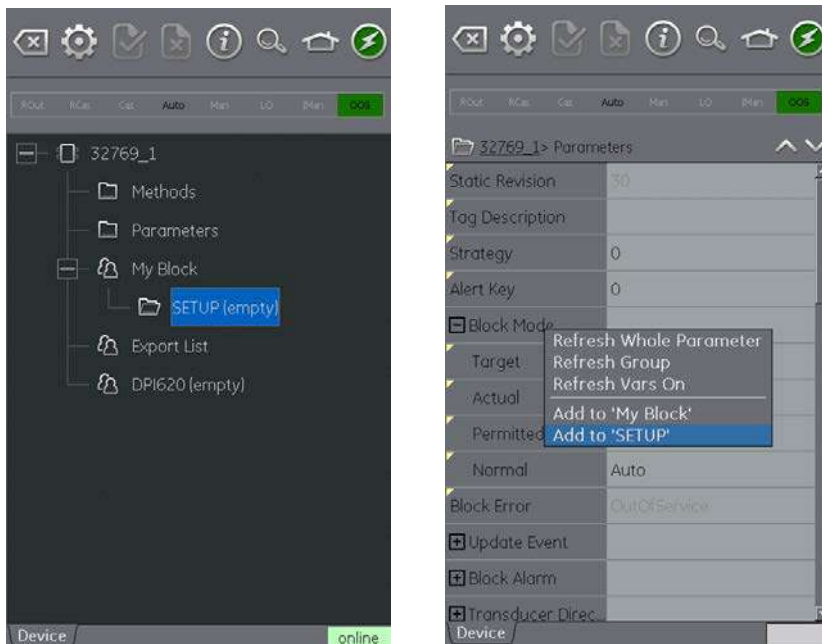 ROut RCas Cas Auto Man LO IMan OOS
32769_1
Methods
Parameters
My Block
SETUP (empty)
Export List
DPI620 (empty)
Device
online
ROut RCas Cas Auto Man LO IMan OOS
32769_1> Parameters
Static Revision 30
Tag Description
Strategy 0
Alert Key 0
Block Mode
Refresh Whole Parameter
Target
Refresh Group
Refresh Vars On
Actual
Add to 'My Block'
Permitted
Add to 'SETUP'
Normal Auto
Block Error OutOfService
Update Event
Block Alarm
Transducer Direc...
Device